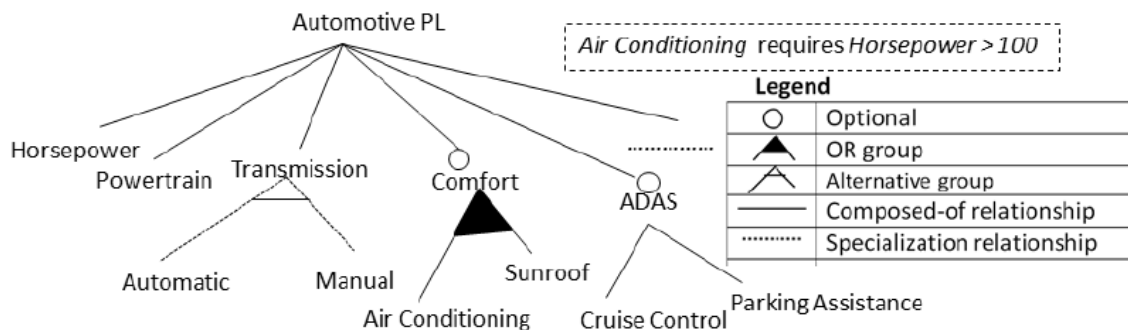 Automotive PL
Air Conditioning requires Horsepower >100
Legend
Optional
OR group
Alternative group
Composed-of relationship
Specialization relationship
Horsepower
Powertrain
Transmission
Comfort
ADAS
Automatic
Manual
Air Conditioning
Sunroof
Cruise Control
Parking Assistance